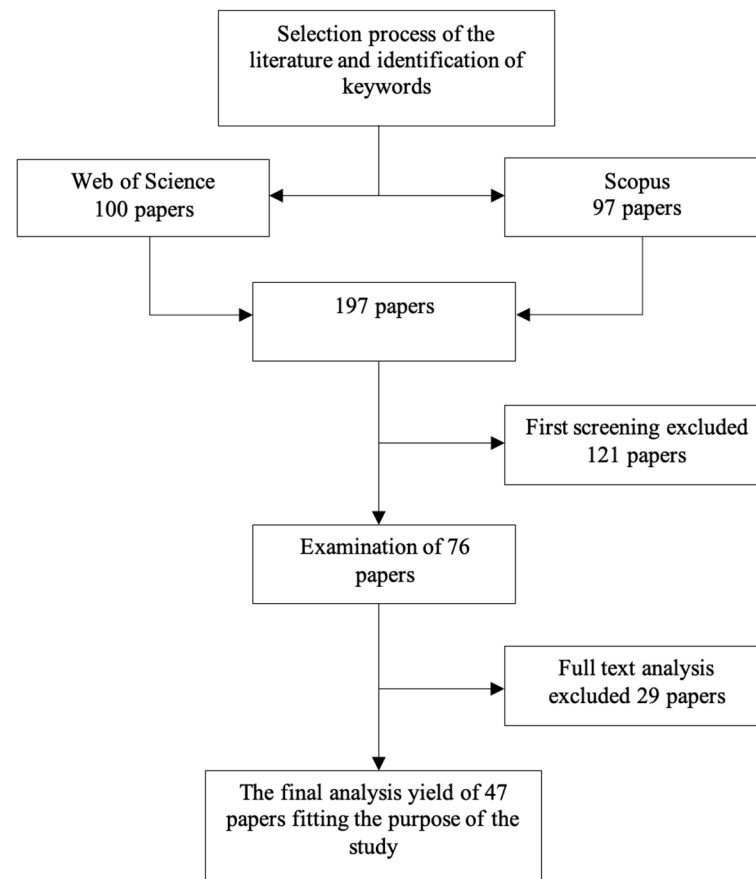 Selection process of the
literature and identification of
keywords
Web of Science
100 papers
Scopus
97 papers
197 papers
First screening excluded
121 papers
Examination of 76
papers
Full text analysis
excluded 29 papers
The final analysis yield of 47
papers fitting the purpose of the
study